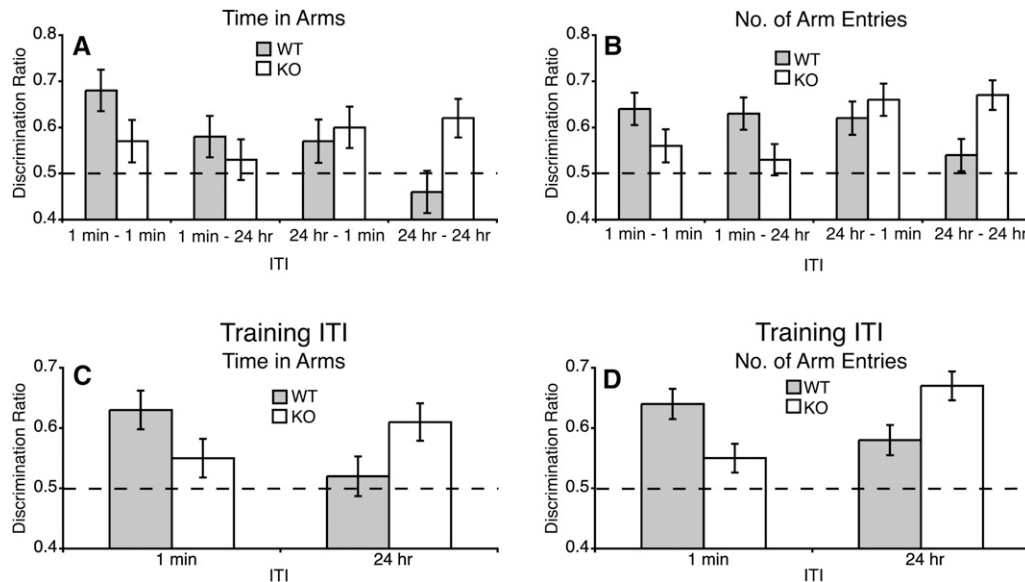 Time in Arms
A
WT
KO
Discrimination Ratio
0.8
0.7
0.6
0.5
0.4
1 min - 1 min
1 min - 24 hr
24 hr - 1 min
24 hr - 24 hr
ITI
No. of Arm Entries
B
WT
KO
Discrimination Ratio
0.8
0.7
0.6
0.5
0.4
1 min - 1 min
1 min - 24 hr
24 hr - 1 min
24 hr - 24 hr
ITI
Training ITI
Time in Arms
C
WT
KO
Discrimination Ratio
0.7
0.6
0.5
0.4
1 min
24 hr
ITI
Training ITI
No. of Arm Entries
D
WT
KO
Discrimination Ratio
0.7
0.6
0.5
0.4
1 min
24 hr
ITI